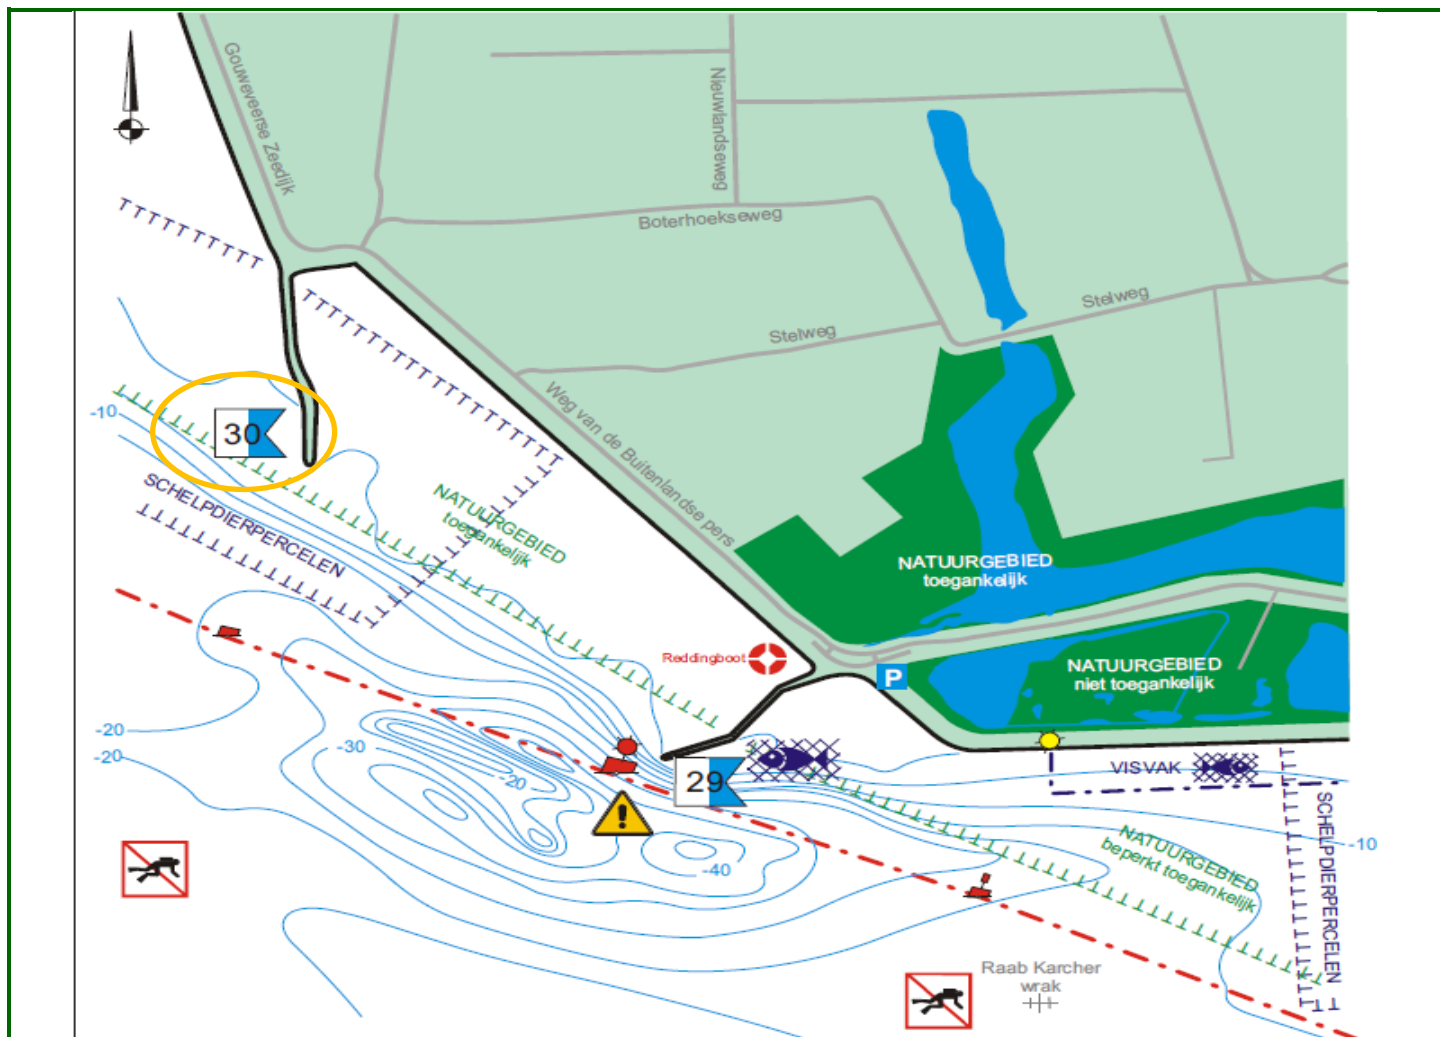 Gouweveerse Zeedijk
Nieuwlandseweg
Boterhoekseweg
Stelweg
Stelweg
Weg van de Buitenlandse pers
-10
30
SCHELPDIERPERCELEN
NATUURGEBIED
toegankelijk
NATUURGEBIED
toegankelijk
Reddingboot
P
NATUURGEBIED
niet toegankelijk
-20
-20
-30
-20
29
VISVAK
!
-40
-10
NATUURGEBIED
beperkt toegankelijk
SCHELPDIERPERCELEN
Raab Karcher
wrak